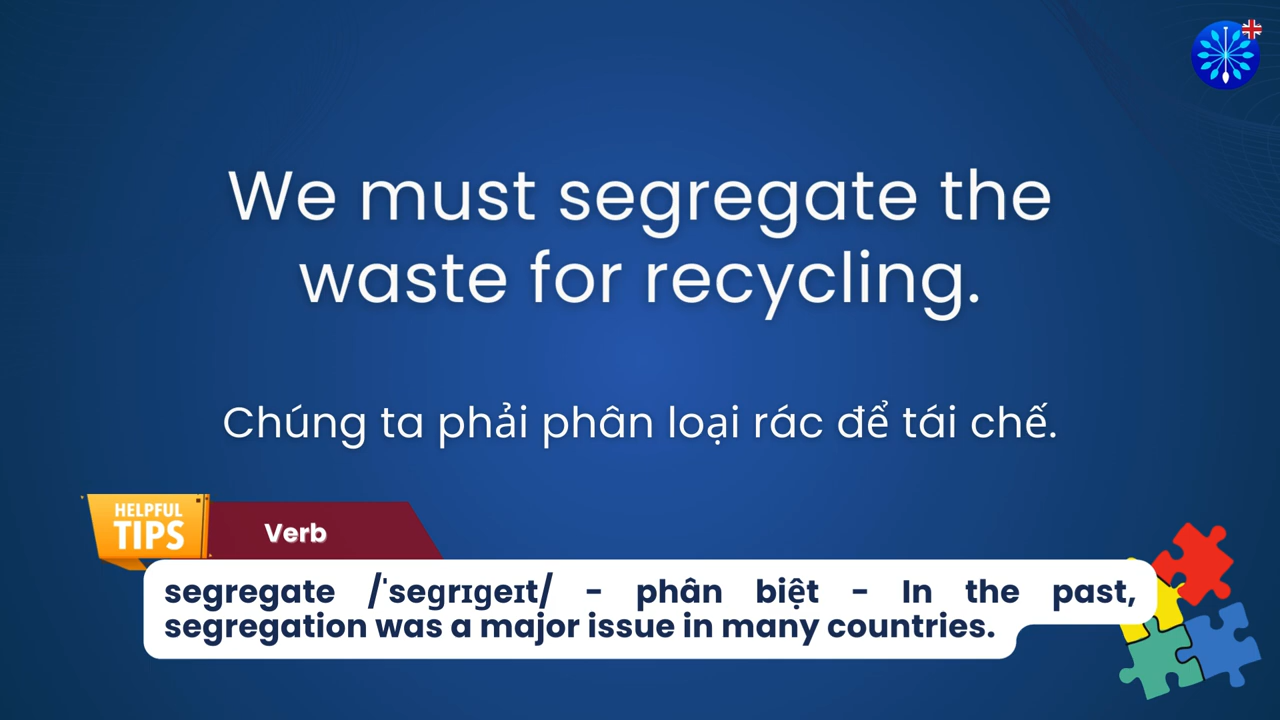 We must segregate the
waste for recycling.
Chúng ta phải phân loại rác để tái chế.
HELPFUL
TIPS
Verb
segregate /ˈsegrɪgeɪt/ - phân biệt - In the past,
segregation was a major issue in many countries.